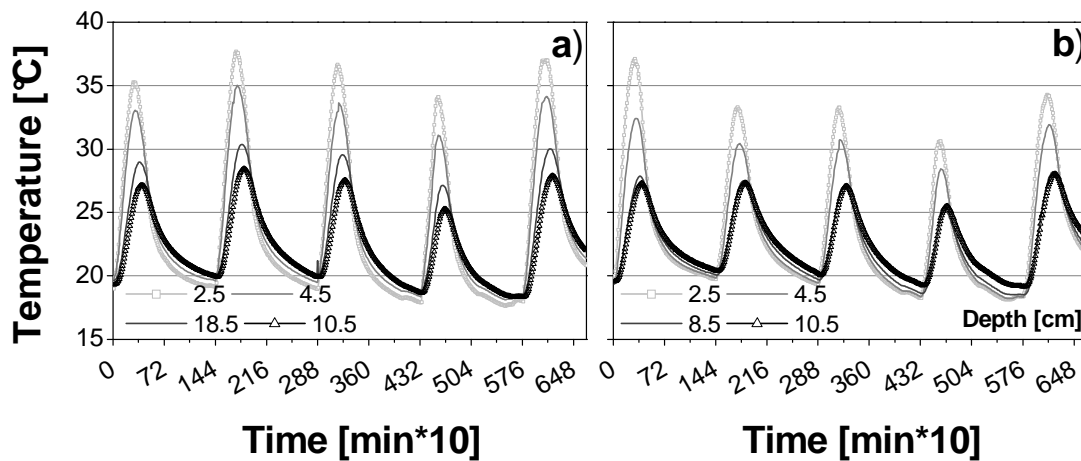 Temperature [°C]
40
35
30
25
20
15
a)
2.5 4.5
18.5 10.5
0 72 144 216 288 360 432 504 576 648
Time [min*10]
b)
2.5 4.5
8.5 10.5
Depth [cm]
0 72 144 216 288 360 432 504 576 648
Time [min*10]